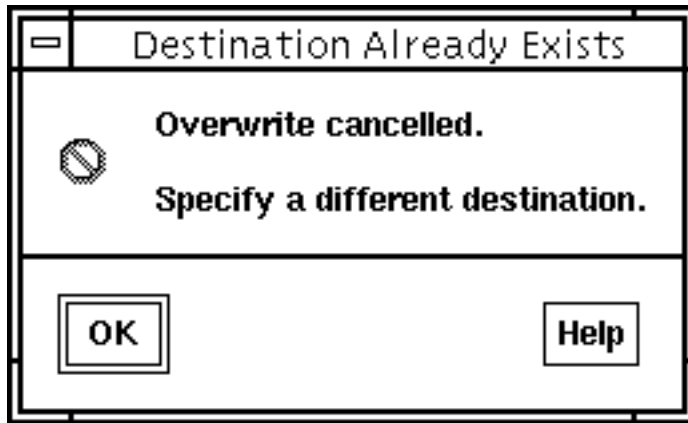 Destination Already Exists
Overwrite cancelled.
Specify a different destination.
OK
Help